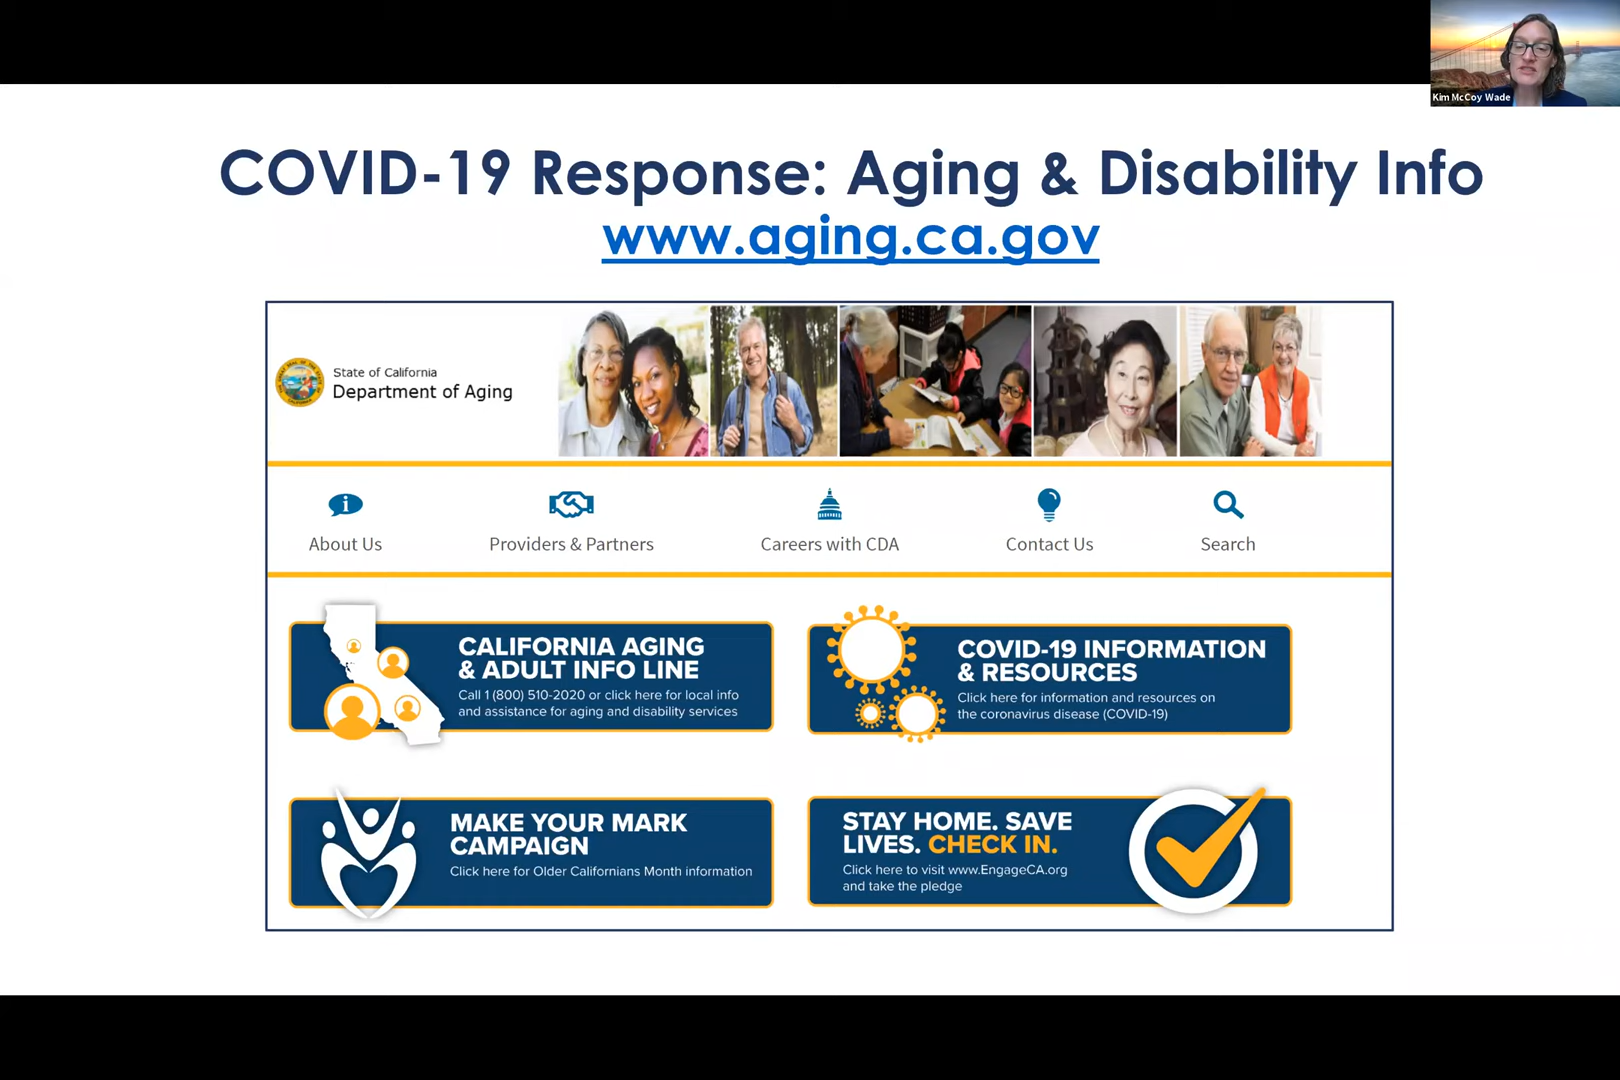 Kim McCoy Wade
COVID-19 Response: Aging & Disability Info
www.aging.ca.gov
State of California
Department of Aging
About Us
Providers & Partners
Careers with CDA
Contact Us
Search
CALIFORNIA AGING
& ADULT INFO LINE
Call 1 (800) 510-2020 or click here for local info
and assistance for aging and disability services
COVID-19 INFORMATION
& RESOURCES
Click here for information and resources on
the coronavirus disease (COVID-19)
MAKE YOUR MARK
CAMPAIGN
Click here for Older Californians Month information
STAY HOME. SAVE
LIVES. CHECK IN.
Click here to visit www.EngageCA.org
and take the pledge